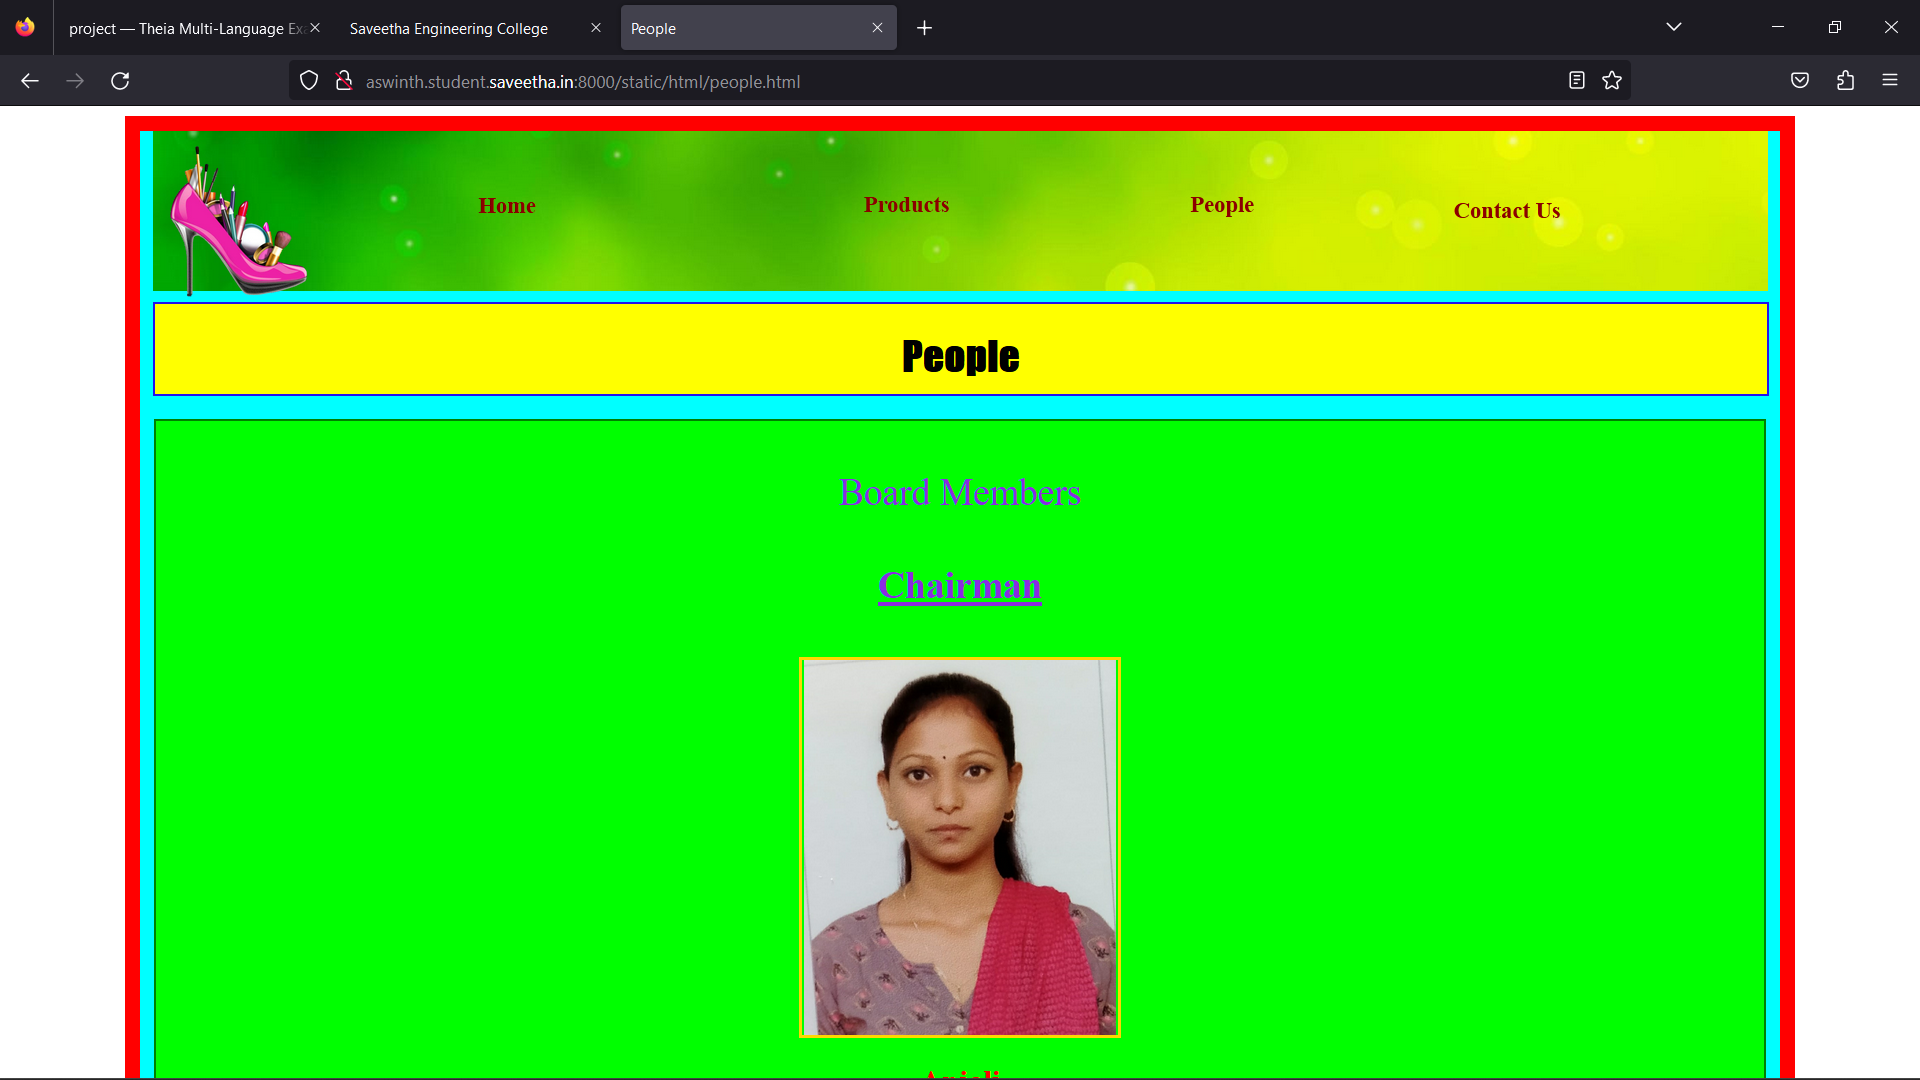 project — Theia Multi-Language Ex
Saveetha Engineering College
People
aswinth.student.saveetha.in:8000/static/html/people.html
Home
Products
People
Contact Us
People
Board Members
Chairman